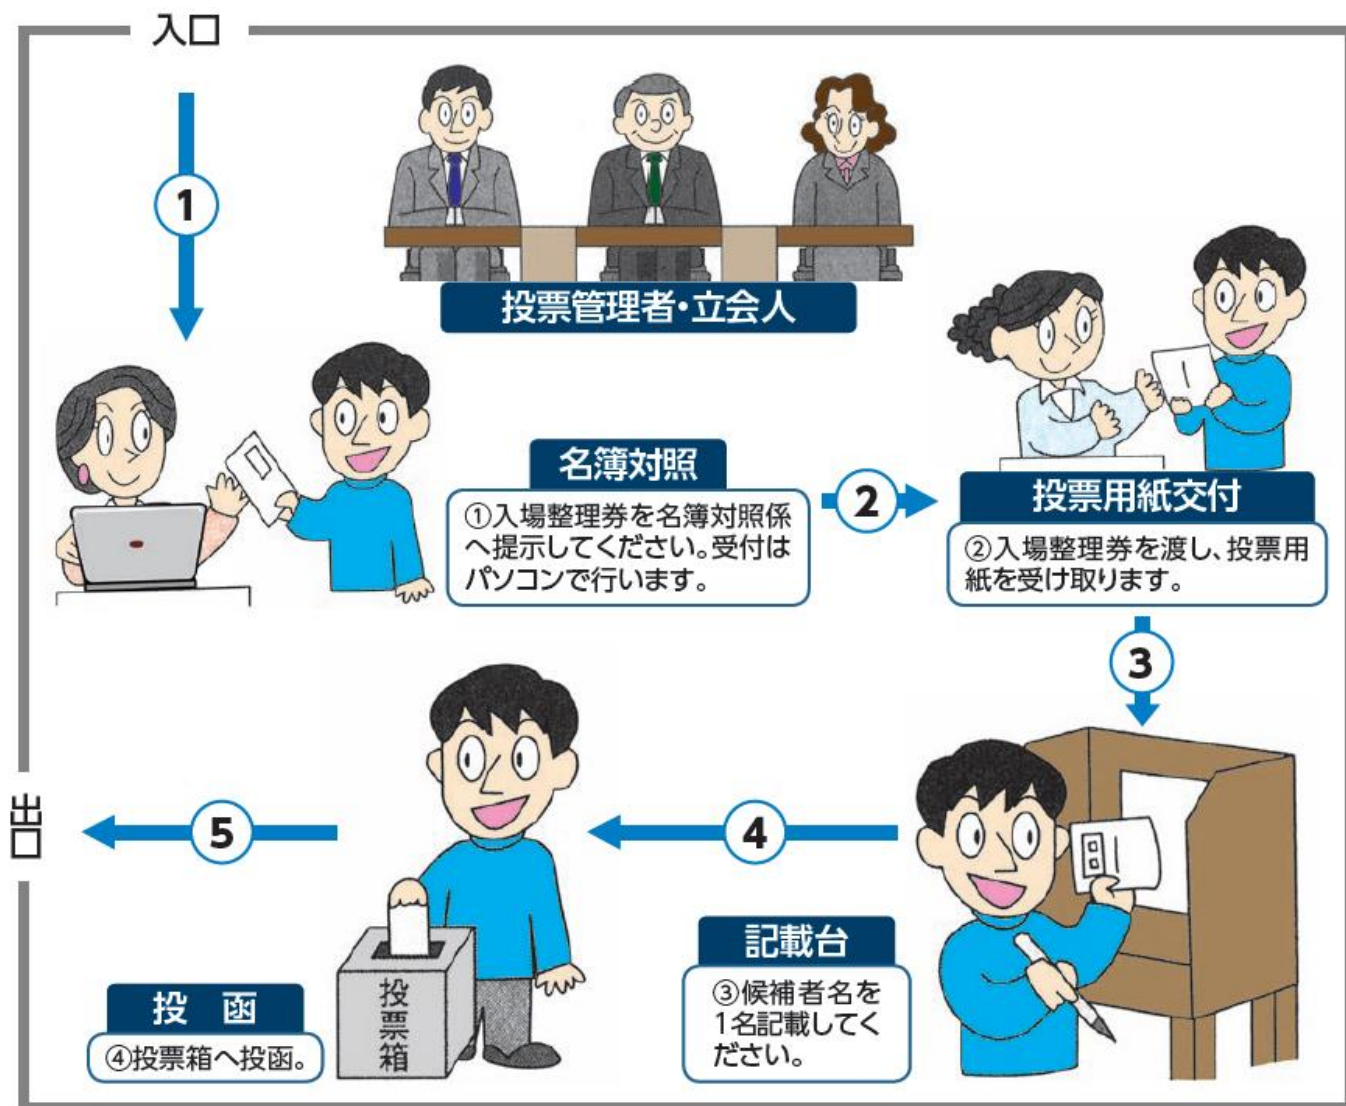 入口
1
投票管理者・立会人
名簿対照
①入場整理券を名簿対照係
へ提示してください。受付は
パソコンで行います。
2
投票用紙交付
②入場整理券を渡し、投票用
紙を受け取ります。
3
記載台
③候補者名を
1名記載してく
ださい。
4
投票箱
投　函
④投票箱へ投函。
5
出口